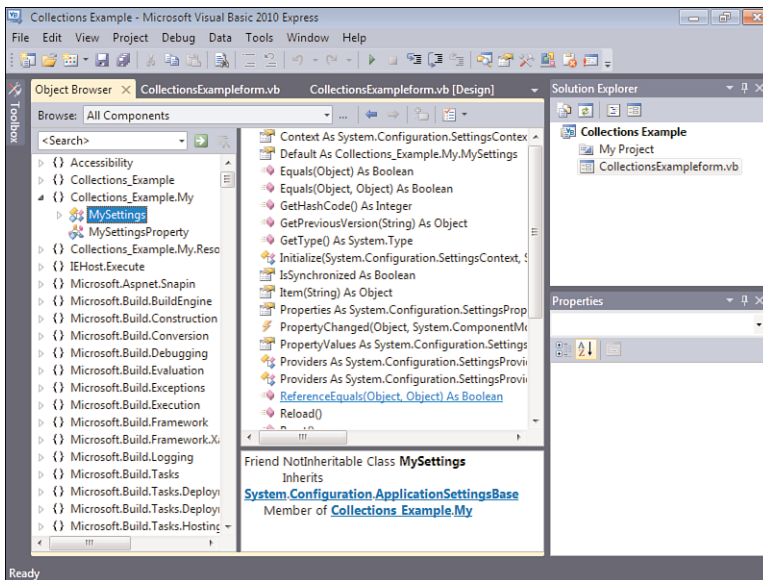 Collections Example - Microsoft Visual Basic 2010 Express
File Edit View Project Debug Data Tools Window Help
Toolbox
Object Browser CollectionsExampleform.vb CollectionsExampleform.vb [Design]
Browse: All Components
<Search>
{} Accessibility
{} Collections_Example
{} Collections_Example.My
MySettings
MySettingsProperty
{} Collections_Example.My.Reso
{} IEHost.Execute
{} Microsoft.Aspnet.Snapin
{} Microsoft.Build.BuildEngine
{} Microsoft.Build.Construction
{} Microsoft.Build.Conversion
{} Microsoft.Build.Debugging
{} Microsoft.Build.Evaluation
{} Microsoft.Build.Exceptions
{} Microsoft.Build.Execution
{} Microsoft.Build.Framework
{} Microsoft.Build.Framework.Xa
{} Microsoft.Build.Logging
{} Microsoft.Build.Tasks
{} Microsoft.Build.Tasks.Deployı
{} Microsoft.Build.Tasks.Deployı
{} Microsoft.Build.Tasks.Hosting
Context As System.Configuration.SettingsContex
Default As Collections_Example.My.MySettings
Equals(Object) As Boolean
Equals(Object, Object) As Boolean
GetHashCode() As Integer
GetPreviousVersion(String) As Object
GetType() As System.Type
Initialize(System.Configuration.SettingsContext, S
IsSynchronized As Boolean
Item(String) As Object
Properties As System.Configuration.SettingsProp
PropertyChanged(Object, System.ComponentMo
PropertyValues As System.Configuration.Settings
Providers As System.Configuration.SettingsProvi
Providers As System.Configuration.SettingsProvi
ReferenceEquals(Object, Object) As Boolean
Reload()
Friend NotInheritable Class MySettings
Inherits
System.Configuration.ApplicationSettingsBase
Member of Collections_Example.My
Solution Explorer
Collections Example
My Project
CollectionsExampleform.vb
Properties
Ready